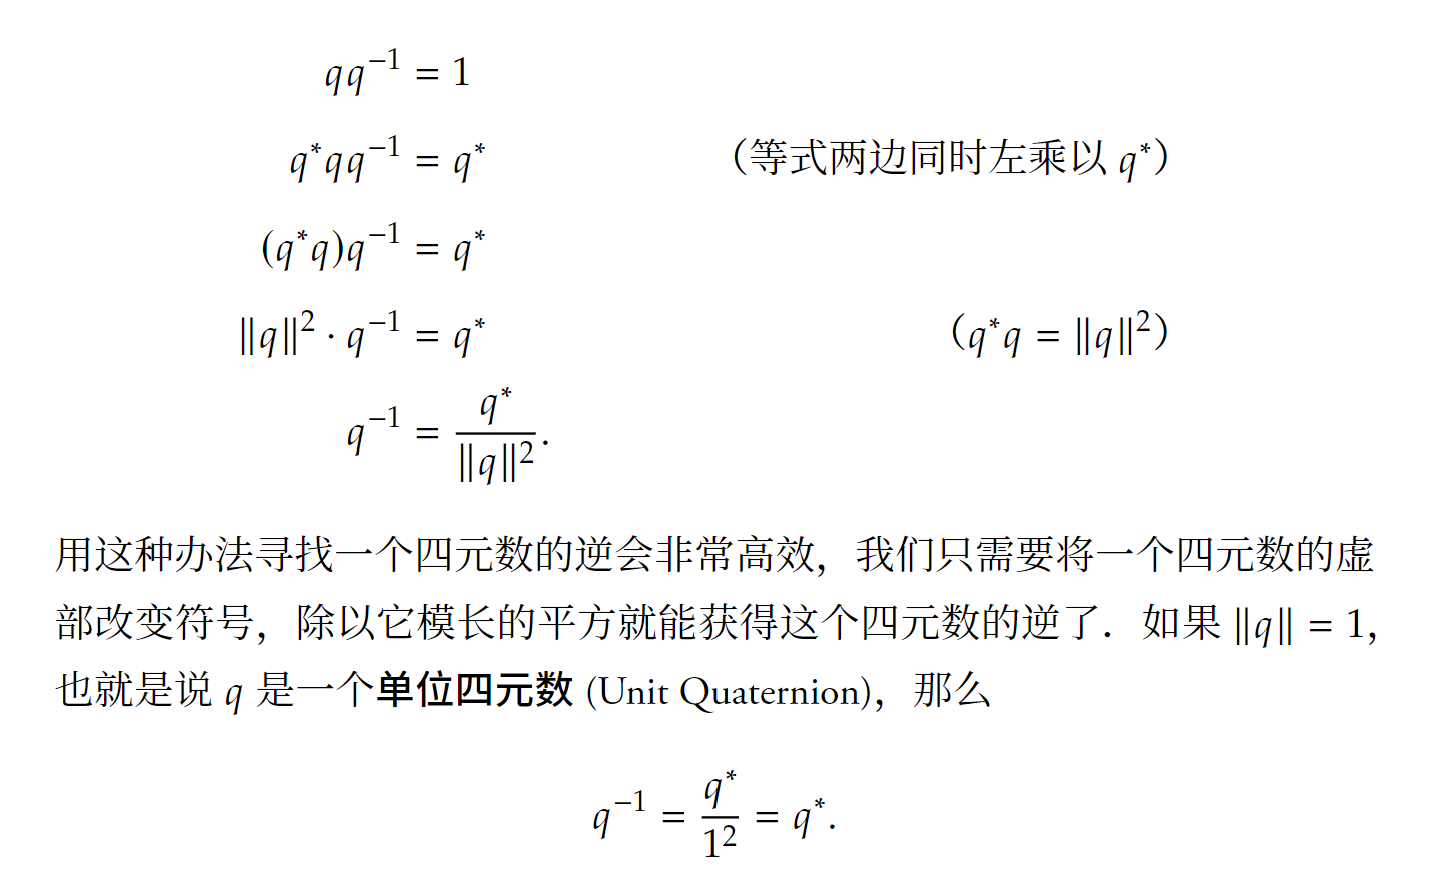 qq⁻¹ = 1
q*qq⁻¹ = q* （等式两边同时左乘以 q*）
(q*q)q⁻¹ = q*
‖q‖² · q⁻¹ = q* （q*q = ‖q‖²）
q⁻¹ = q*/‖q‖².
用这种办法寻找一个四元数的逆会非常高效，我们只需要将一个四元数的虚
部改变符号，除以它模长的平方就能获得这个四元数的逆了．如果 ‖q‖ = 1，
也就是说 q 是一个单位四元数 (Unit Quaternion)，那么
q⁻¹ = q*/1² = q*.